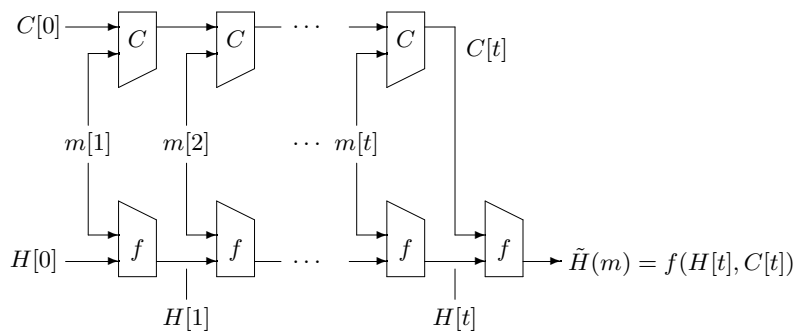 C[0] C C ⋯ C
C[t]
m[1] m[2] ⋯ m[t]
H[0] f f ⋯ f f H̃(m) = f(H[t], C[t])
H[1] H[t]